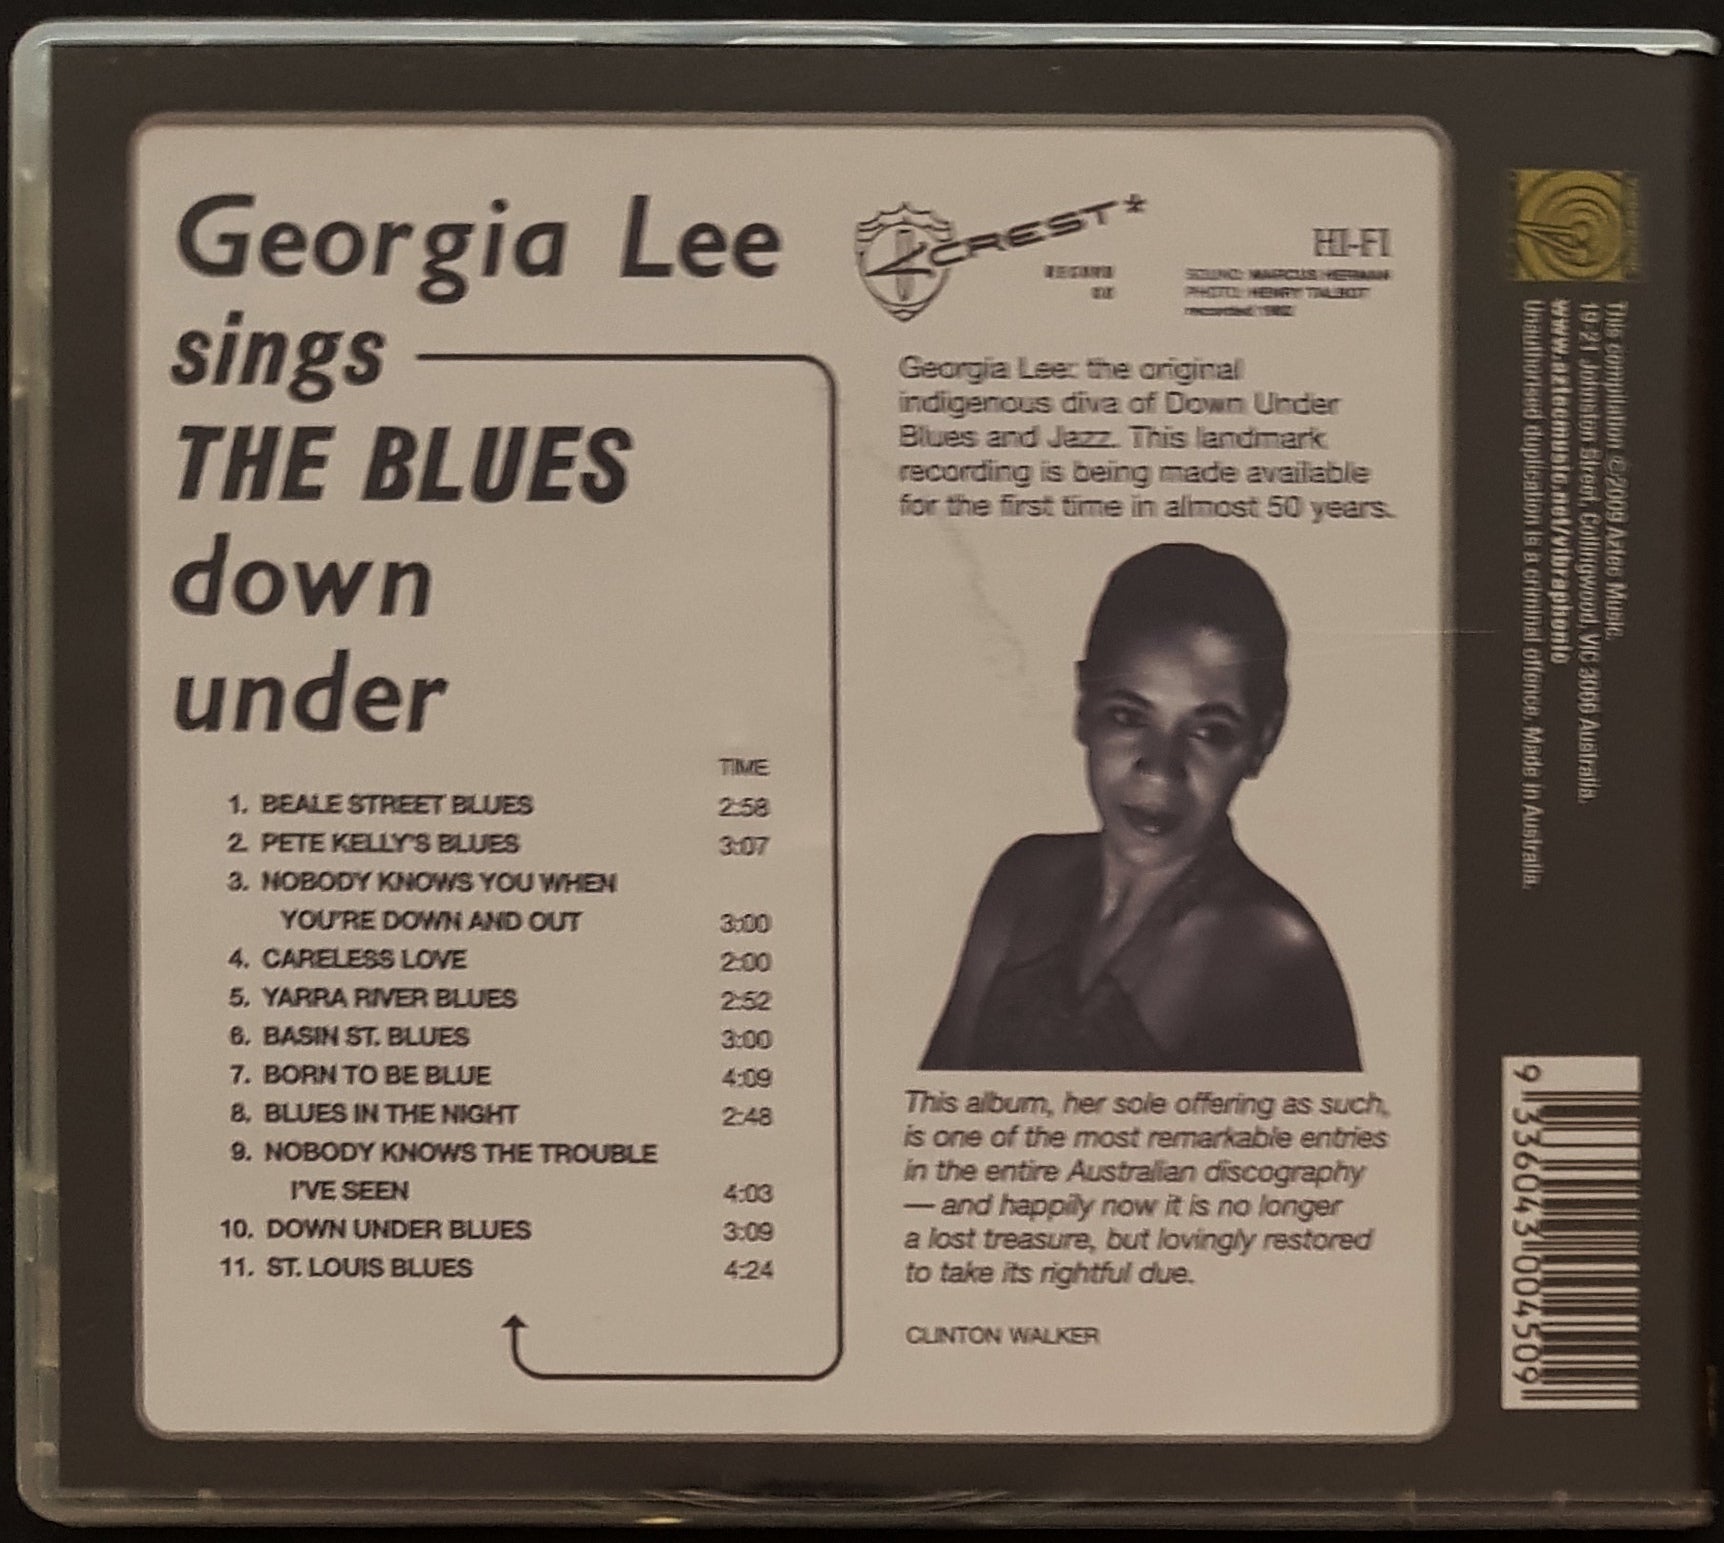 Georgia Lee
sings
THE BLUES
down
under
TIME
1. BEALE STREET BLUES 2:58
2. PETE KELLY'S BLUES 3:07
3. NOBODY KNOWS YOU WHEN
YOU'RE DOWN AND OUT 3:00
4. CARELESS LOVE 2:00
5. YARRA RIVER BLUES 2:52
6. BASIN ST. BLUES 3:00
7. BORN TO BE BLUE 4:09
8. BLUES IN THE NIGHT 2:48
9. NOBODY KNOWS THE TROUBLE
I'VE SEEN 4:03
10. DOWN UNDER BLUES 3:09
11. ST. LOUIS BLUES 4:24
CREST*
HI-FI
SOUND: MARCUS HERMAN
PHOTO: HENRY TALBOT
recorded 1962
Georgia Lee: the original
indigenous diva of Down Under
Blues and Jazz. This landmark
recording is being made available
for the first time in almost 50 years.
This album, her sole offering as such,
is one of the most remarkable entries
in the entire Australian discography
— and happily now it is no longer
a lost treasure, but lovingly restored
to take its rightful due.
CLINTON WALKER
This compilation ©2009 Aztec Music.
19-21 Johnston Street, Collingwood, VIC 3066 Australia.
www.aztecmusic.net/vibraphonic
Unauthorised duplication is a criminal offence. Made in Australia.
9 336043 004509